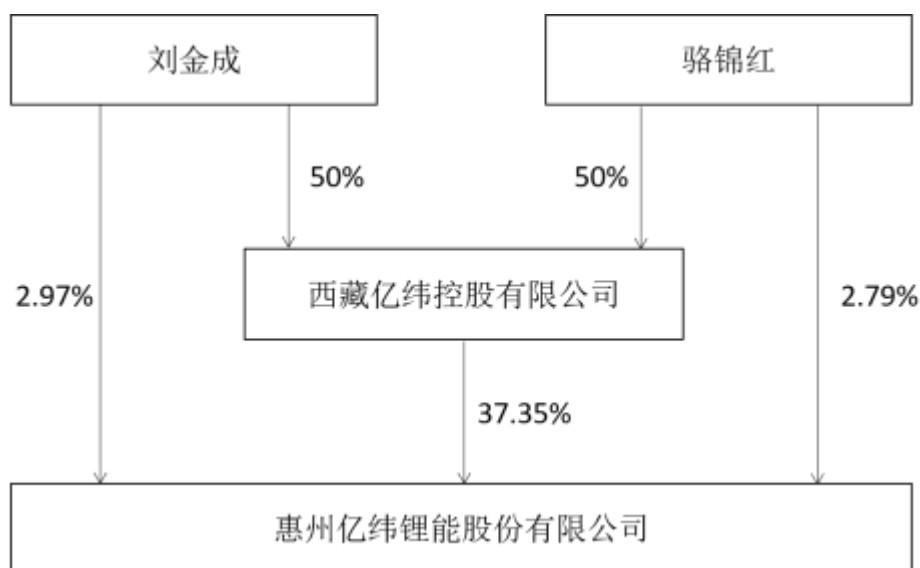 刘金成
骆锦红
50%
50%
西藏亿纬控股有限公司
2.97%
2.79%
37.35%
惠州亿纬锂能股份有限公司